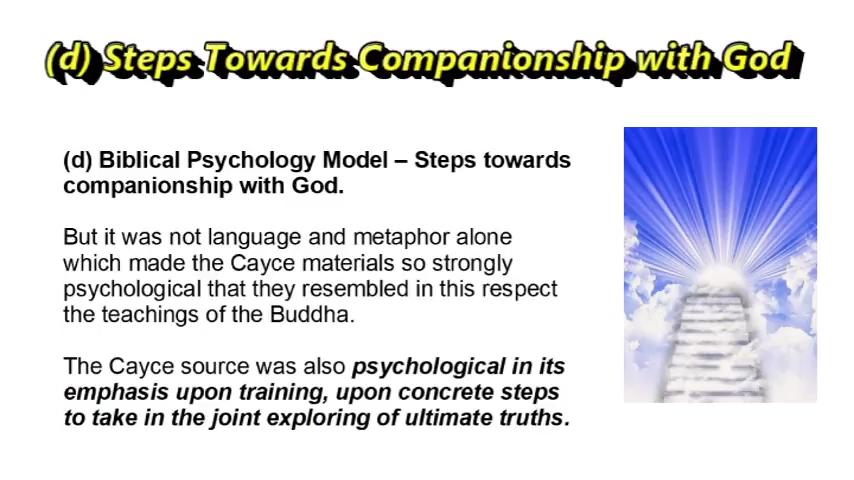 (d) Steps Towards Companionship with God
(d) Biblical Psychology Model – Steps towards
companionship with God.
But it was not language and metaphor alone
which made the Cayce materials so strongly
psychological that they resembled in this respect
the teachings of the Buddha.
The Cayce source was also psychological in its
emphasis upon training, upon concrete steps
to take in the joint exploring of ultimate truths.